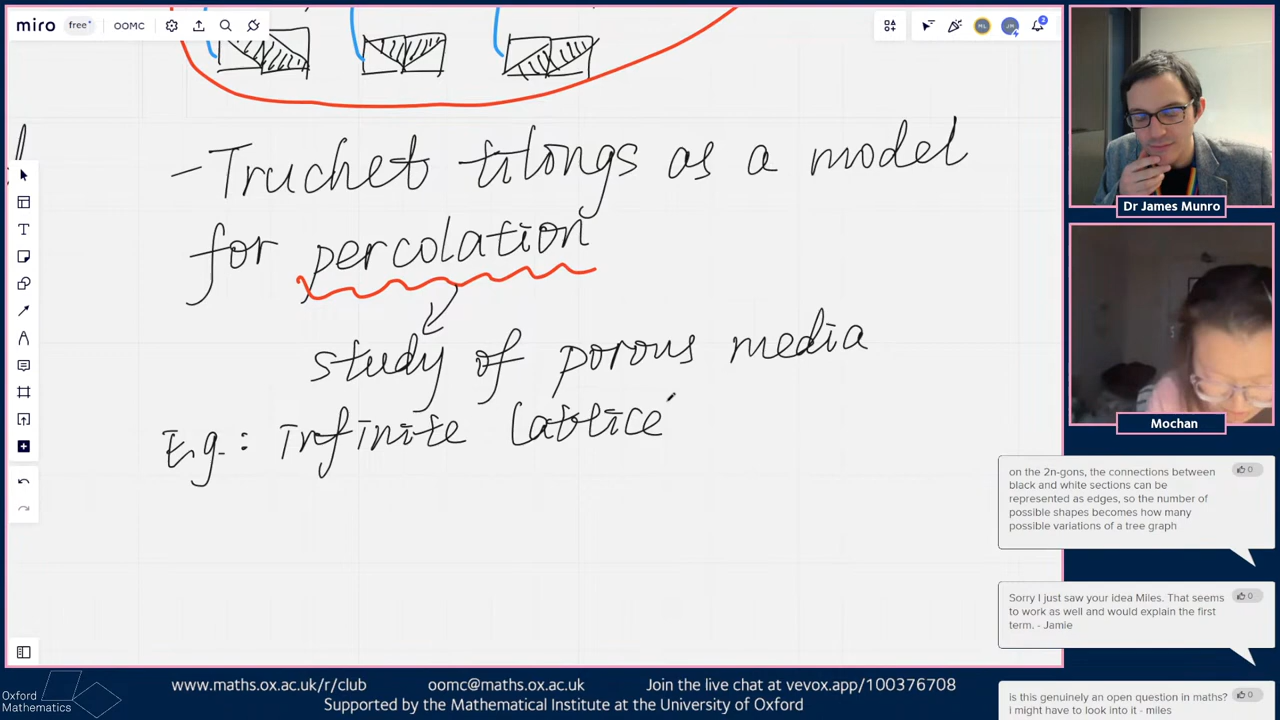 miro free+ OOMC
ML JM 2
- Truchet tilings as a model
for percolation
study of porous media
E.g.: infinite lattice
Dr James Munro
Mochan
on the 2n-gons, the connections between
black and white sections can be
represented as edges, so the number of
possible shapes becomes how many
possible variations of a tree graph
0
Sorry I just saw your idea Miles. That seems
to work as well and would explain the first
term. - Jamie
0
is this genuinely an open question in maths?
i might have to look into it - miles
0
Oxford
Mathematics
www.maths.ox.ac.uk/r/club oomc@maths.ox.ac.uk Join the live chat at vevox.app/100376708
Supported by the Mathematical Institute at the University of Oxford